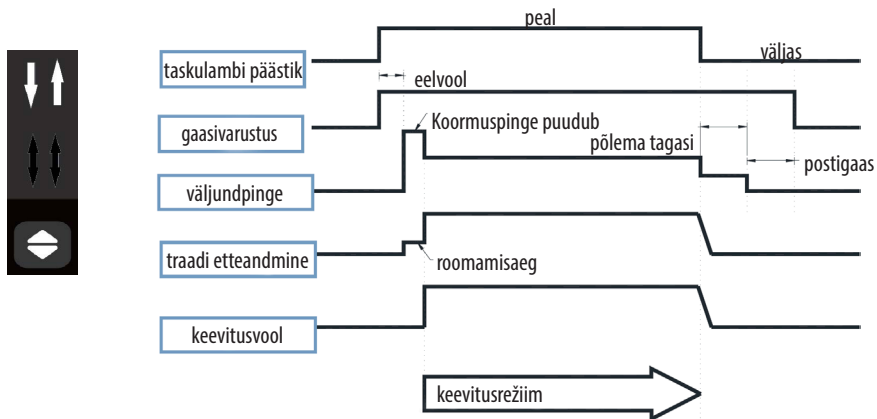 peal
taskulambi päästik
väljas
eelvool
gaasivarustus
Koormuspinge puudub
põlema tagasi
postigaas
väljundpinge
traadi etteandmine
roomamisaeg
keevitusvool
keevitusrežiim